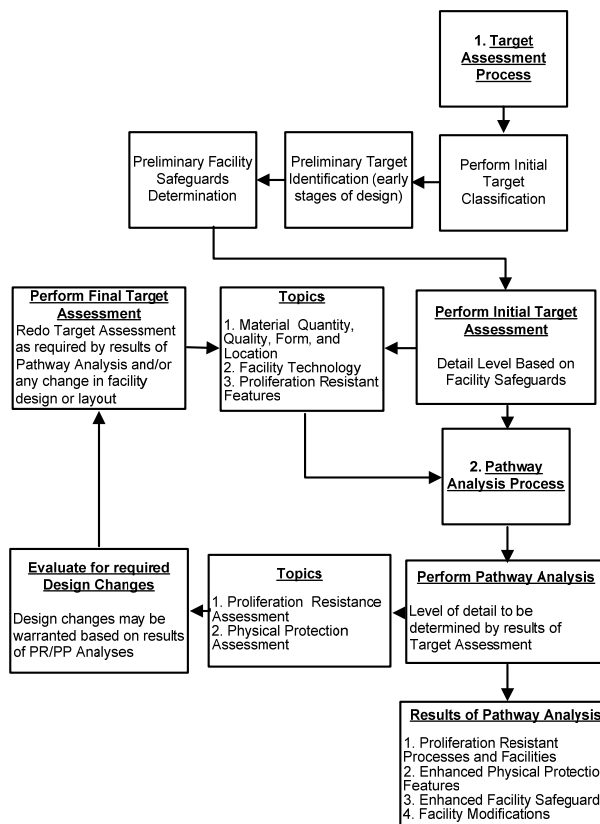 1. Target
Assessment
Process
Preliminary Facility
Safeguards
Determination
Preliminary Target
Identification (early
stages of design)
Perform Initial
Target
Classification
Perform Final Target
Assessment
Redo Target Assessment
as required by results of
Pathway Analysis and/or
any change in facility
design or layout
Topics
1. Material Quantity,
Quality, Form, and
Location
2. Facility Technology
3. Proliferation Resistant
Features
Perform Initial Target
Assessment
Detail Level Based on
Facility Safeguards
2. Pathway
Analysis Process
Evaluate for required
Design Changes
Design changes may be
warranted based on results
of PR/PP Analyses
Topics
1. Proliferation Resistance
Assessment
2. Physical Protection
Assessment
Perform Pathway Analysis
Level of detail to be
determined by results of
Target Assessment
Results of Pathway Analysis
1. Proliferation Resistant
Processes and Facilities
2. Enhanced Physical Protectio
Features
3. Enhanced Facility Safeguard
4. Facility Modifications